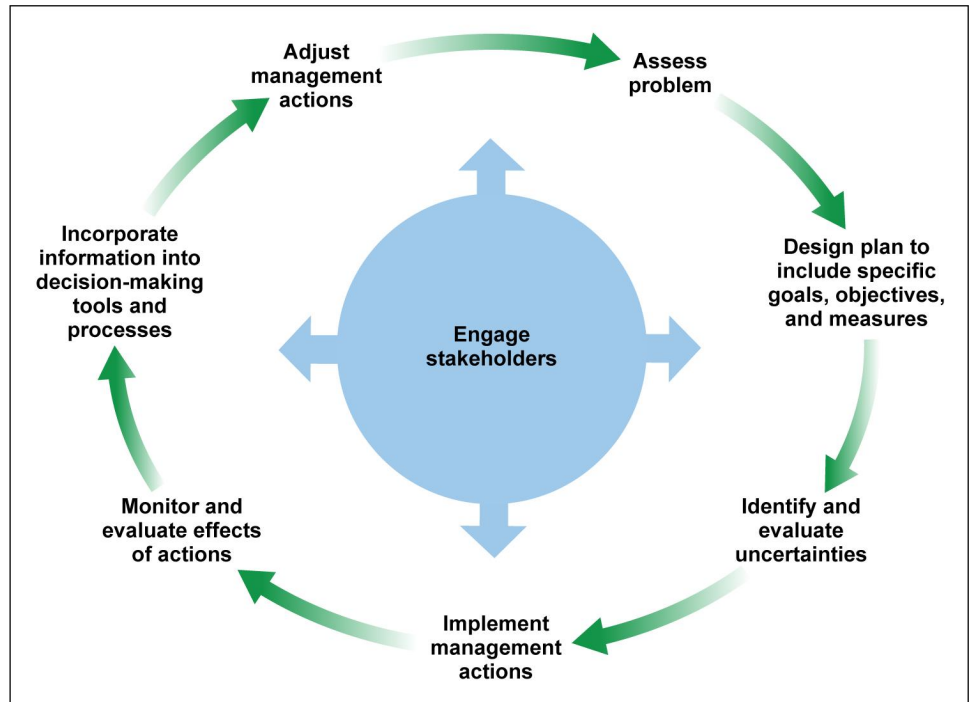 Adjust
management
actions
Assess
problem
Design plan to
include specific
goals, objectives,
and measures
Identify and
evaluate
uncertainties
Implement
management
actions
Monitor and
evaluate effects
of actions
Incorporate
information into
decision-making
tools and
processes
Engage
stakeholders